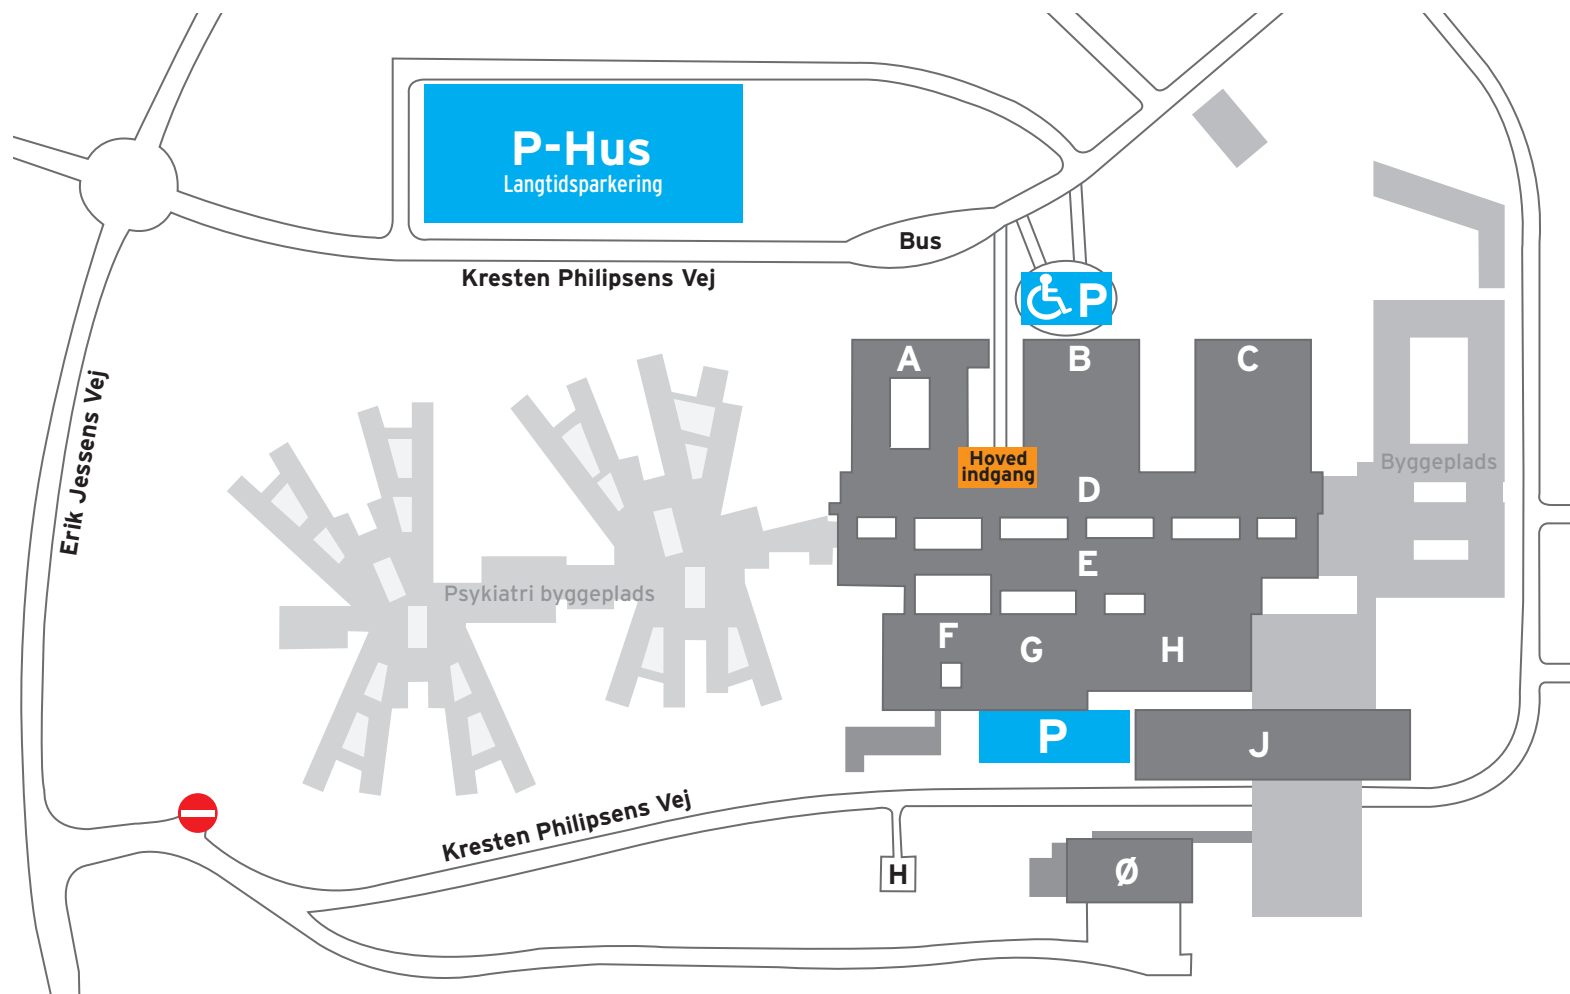 P-Hus
Langtidsparkering
Bus
Kresten Philipsens Vej
P
A
B
C
Erik Jessens Vej
Hoved
indgang
Byggeplads
D
E
Psykiatri byggeplads
F
G
H
P
J
Kresten Philipsens Vej
H
Ø